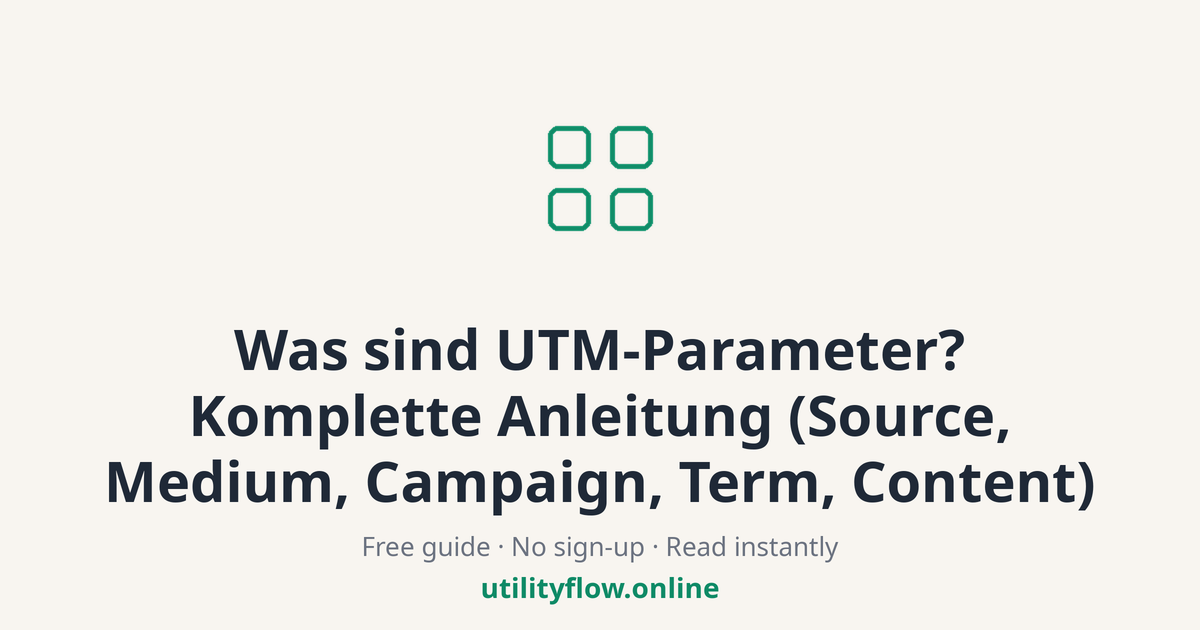 Was sind UTM-Parameter?
Komplette Anleitung (Source,
Medium, Campaign, Term, Content)
Free guide · No sign-up · Read instantly
utilityflow.online